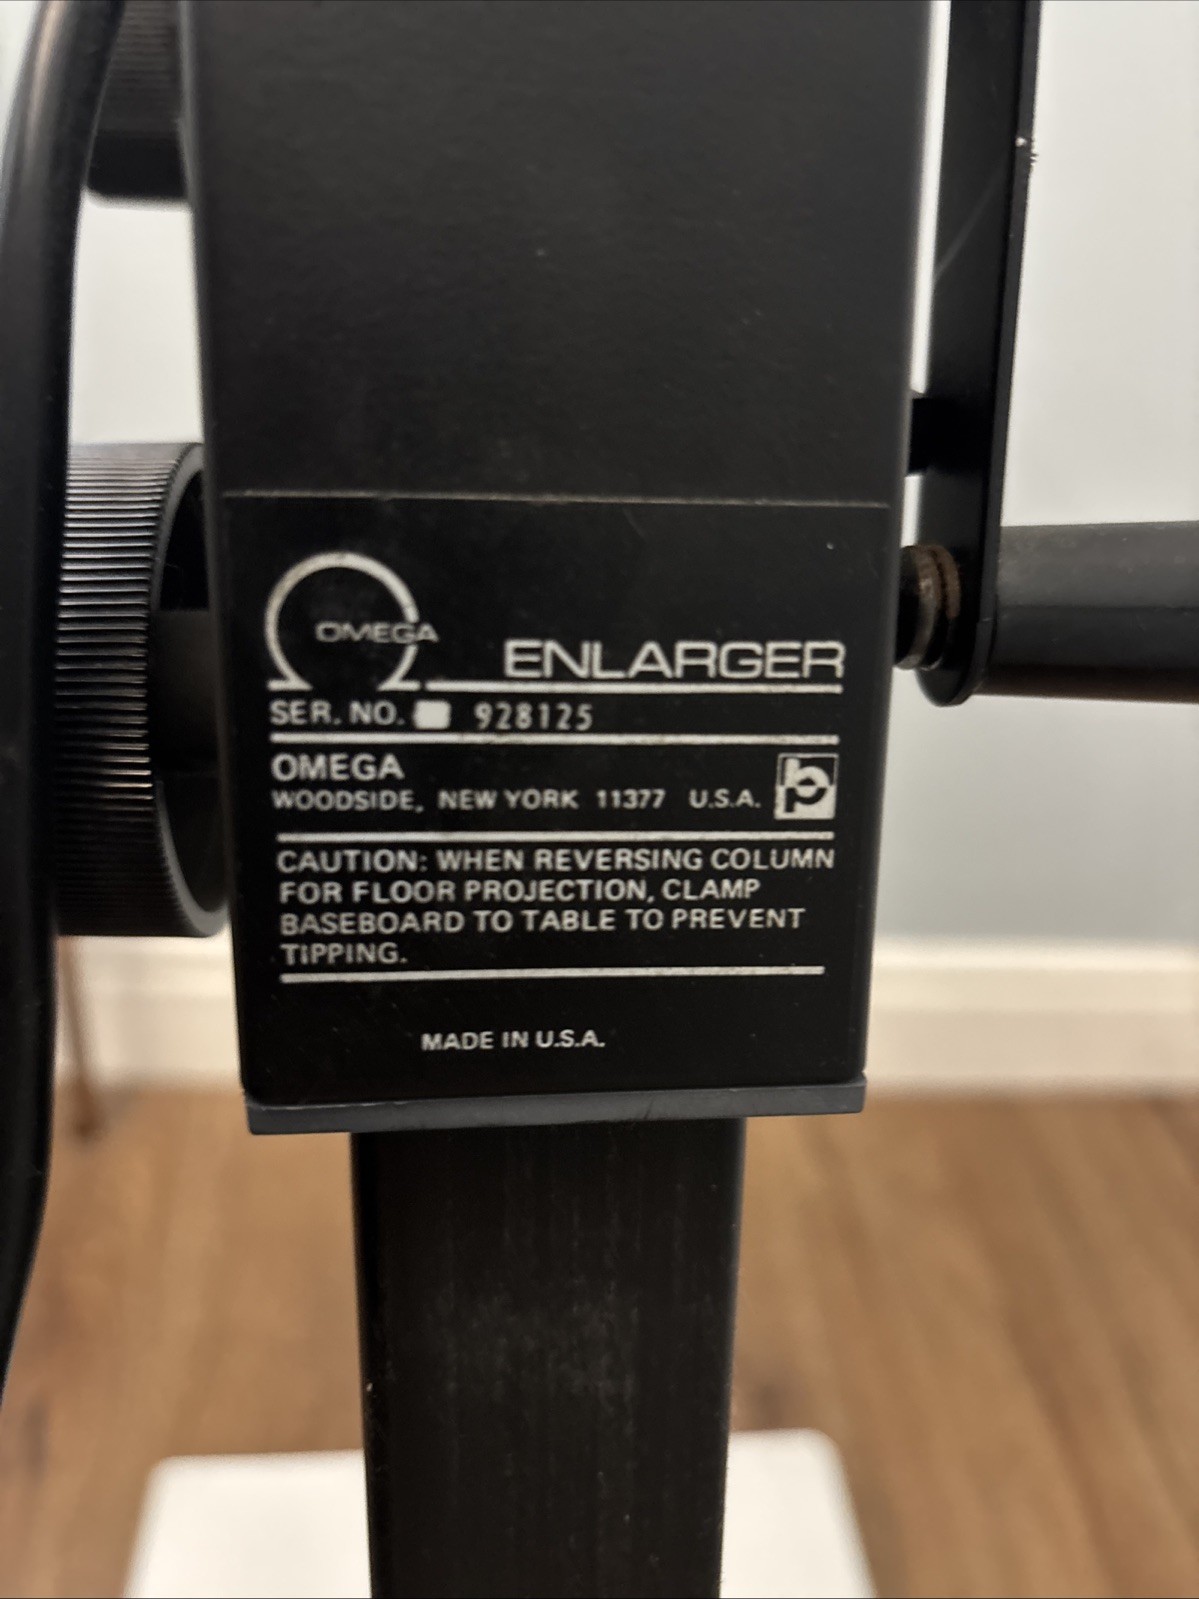 OMEGA
ENLARGER
SER. NO. 928125
OMEGA
WOODSIDE, NEW YORK 11377 U.S.A.
CAUTION: WHEN REVERSING COLUMN
FOR FLOOR PROJECTION, CLAMP
BASEBOARD TO TABLE TO PREVENT
TIPPING.
MADE IN U.S.A.